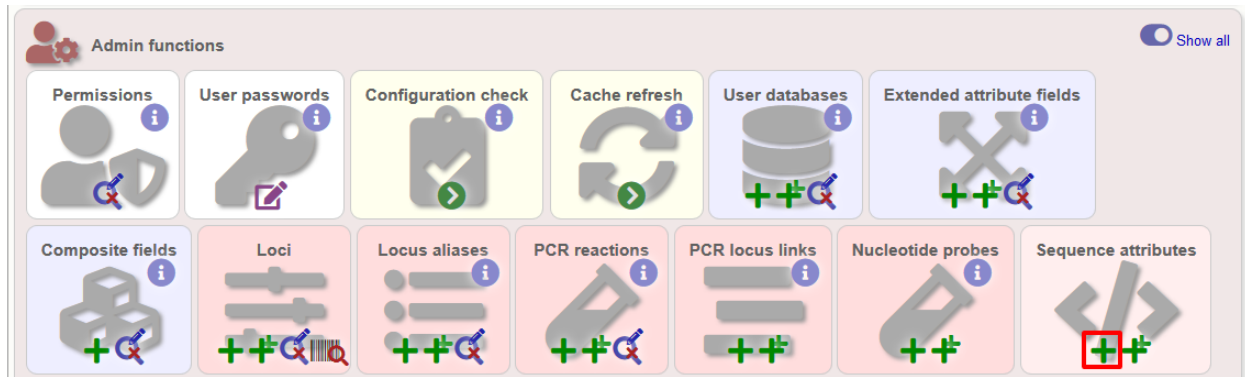 Admin functions
Show all
Permissions
User passwords
Configuration check
Cache refresh
User databases
Extended attribute fields
Composite fields
Loci
Locus aliases
PCR reactions
PCR locus links
Nucleotide probes
Sequence attributes